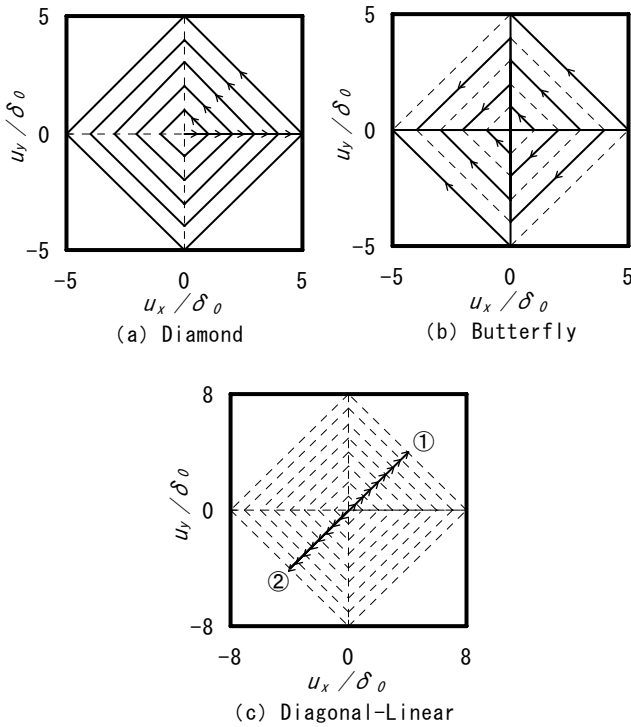 5
0
-5
u_y/δ_0
-5
0
5
u_x/δ_0
(a) Diamond
5
0
-5
u_y/δ_0
-5
0
5
u_x/δ_0
(b) Butterfly
8
0
-8
u_y/δ_0
①
②
-8
0
8
u_x/δ_0
(c) Diagonal-Linear